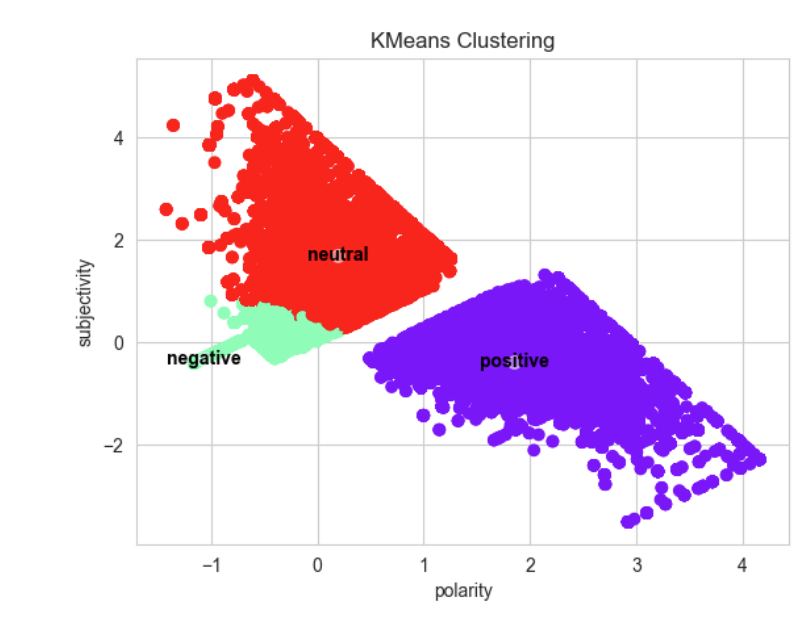 KMeans Clustering
subjectivity
4
2
0
−2
neutral
negative
positive
−1
0
1
2
3
4
polarity